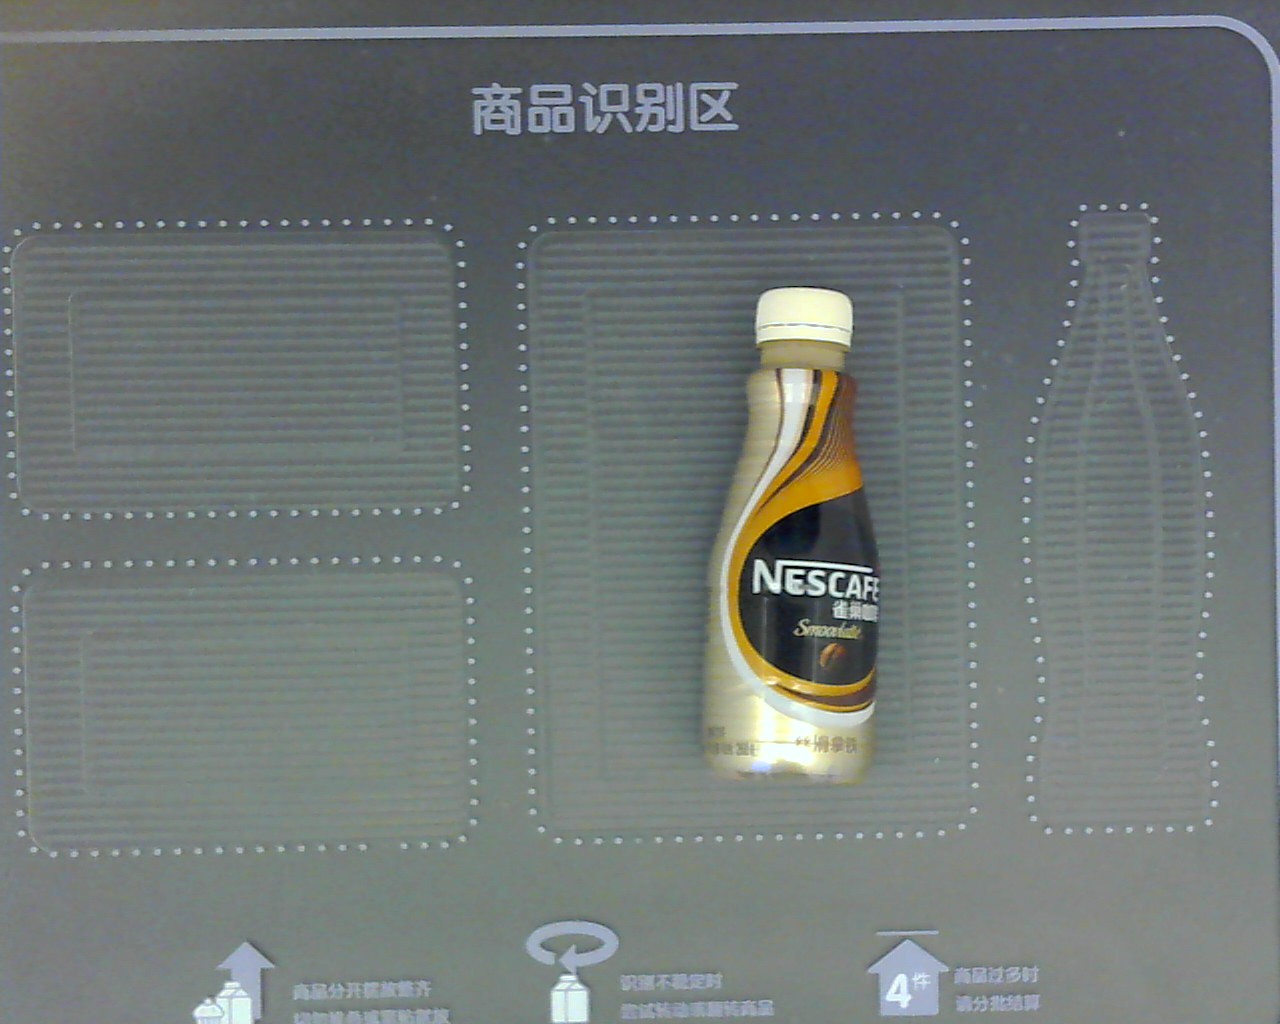 商品识别区
NESCAFE
雀巢咖啡
Smoovlatte
滑拿铁
商品分开摆放整齐
识别不稳定时
尝试转动或翻转商品
4件
商品过多时
请分批结算